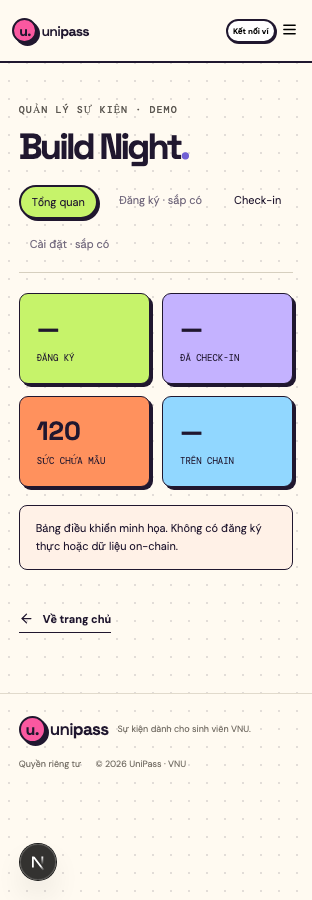 u. unipass
Kết nối ví
QUẢN LÝ SỰ KIỆN · DEMO
Build Night.
Tổng quan
Đăng ký · sắp có
Check-in
Cài đặt · sắp có
—
ĐĂNG KÝ
—
ĐÃ CHECK-IN
120
SỨC CHỨA MẪU
—
TRÊN CHAIN
Bảng điều khiển minh họa. Không có đăng ký
thực hoặc dữ liệu on-chain.
← Về trang chủ
u. unipass
Sự kiện dành cho sinh viên VNU.
Quyền riêng tư
© 2026 UniPass · VNU
N